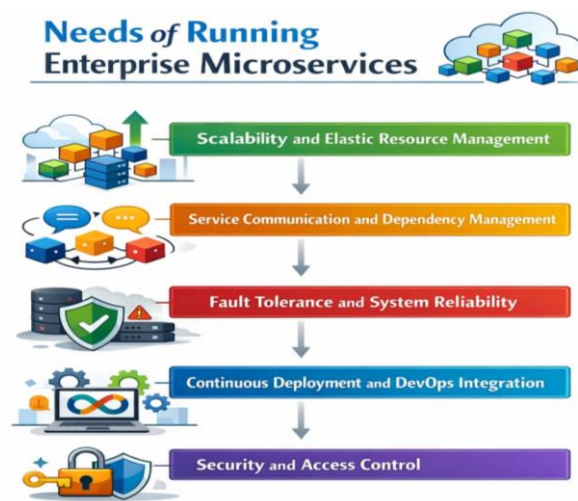 Needs of Running
Enterprise Microservices
Scalability and Elastic Resource Management
Service Communication and Dependency Management
Fault Tolerance and System Reliability
Continuous Deployment and DevOps Integration
Security and Access Control